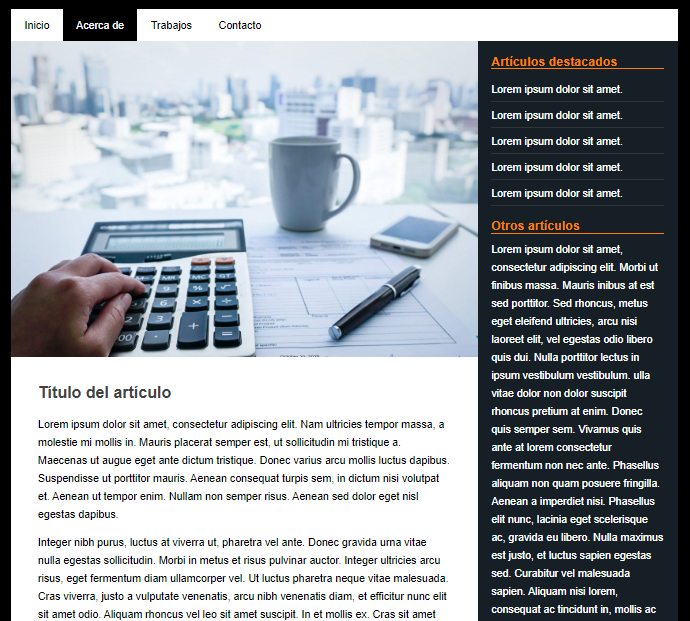 Inicio Acerca de Trabajos Contacto
Título del artículo
Lorem ipsum dolor sit amet, consectetur adipiscing elit. Nam ultricies tempor massa, a
molestie mi mollis in. Mauris placerat semper est, ut sollicitudin mi tristique a.
Maecenas ut augue eget ante dictum tristique. Donec varius arcu mollis luctus dapibus.
Suspendisse ut porttitor mauris. Aenean consequat turpis sem, in dictum nisi volutpat
et. Aenean ut tempor enim. Nullam non semper risus. Aenean sed dolor eget nisl
egestas dapibus.
Integer nibh purus, luctus at viverra ut, pharetra vel ante. Donec gravida urna vitae
nulla egestas sollicitudin. Morbi in metus et risus pulvinar auctor. Integer ultricies arcu
risus, eget fermentum diam ullamcorper vel. Ut luctus pharetra neque vitae malesuada.
Cras viverra, justo a vulputate venenatis, arcu nibh venenatis diam, et efficitur nunc elit
sit amet odio. Aliquam rhoncus vel leo sit amet suscipit. In et mollis ex. Cras sit amet
Artículos destacados
Lorem ipsum dolor sit amet.
Lorem ipsum dolor sit amet.
Lorem ipsum dolor sit amet.
Lorem ipsum dolor sit amet.
Lorem ipsum dolor sit amet.
Otros artículos
Lorem ipsum dolor sit amet,
consectetur adipiscing elit. Morbi ut
finibus massa. Mauris inibus at est
sed porttitor. Sed rhoncus, metus
eget eleifend ultricies, arcu nisi
laoreet elit, vel egestas odio libero
quis dui. Nulla porttitor lectus in
ipsum vestibulum vestibulum. ulla
vitae dolor non dolor suscipit
rhoncus pretium at enim. Donec
quis semper sem. Vivamus quis
ante at lorem consectetur
fermentum non nec ante. Phasellus
aliquam non quam posuere fringilla.
Aenean a imperdiet nisi. Phasellus
elit nunc, lacinia eget scelerisque
ac, gravida eu libero. Nulla maximus
est justo, et luctus sapien egestas
sed. Curabitur vel malesuada
sapien. Aliquam nisi lorem,
consequat ac tincidunt in, mollis ac